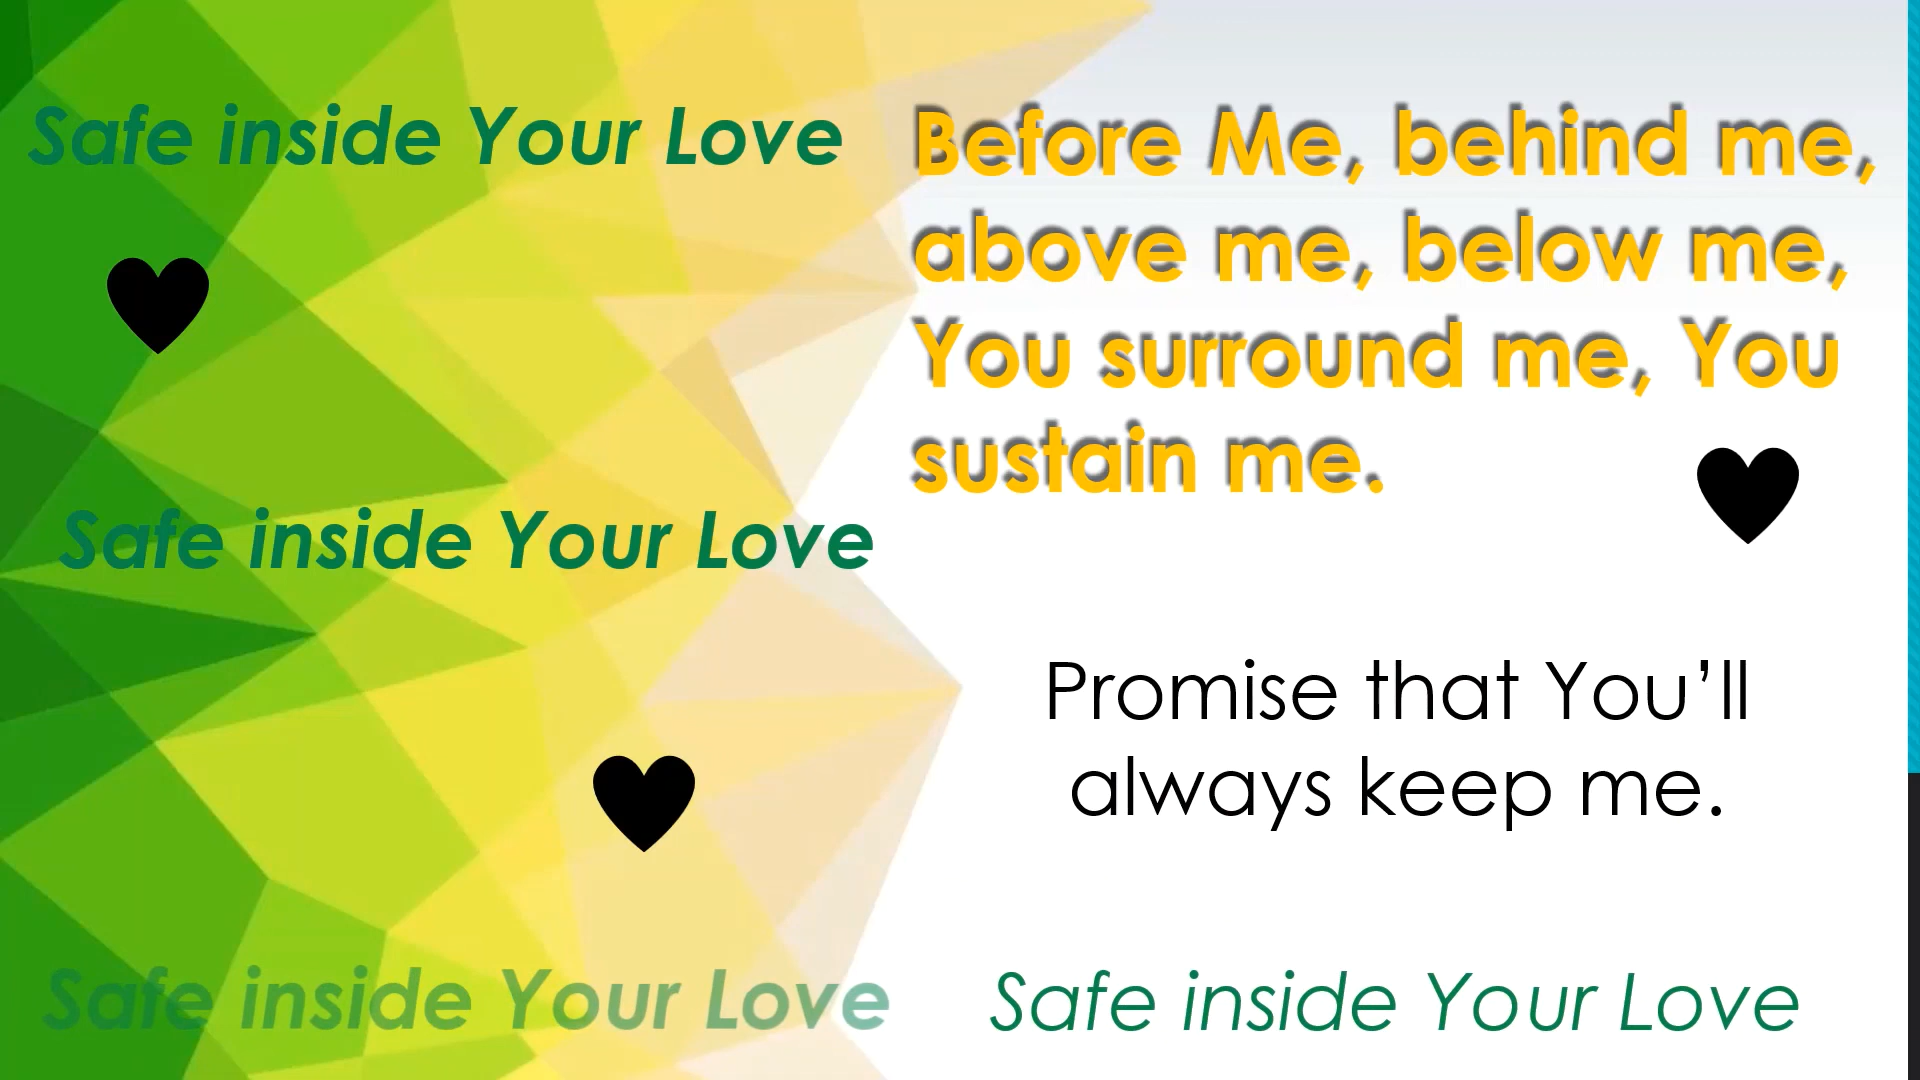 Safe inside Your Love
Safe inside Your Love
Safe inside Your Love
Before Me, behind me,
above me, below me,
You surround me, You
sustain me.
Promise that You’ll
always keep me.
Safe inside Your Love